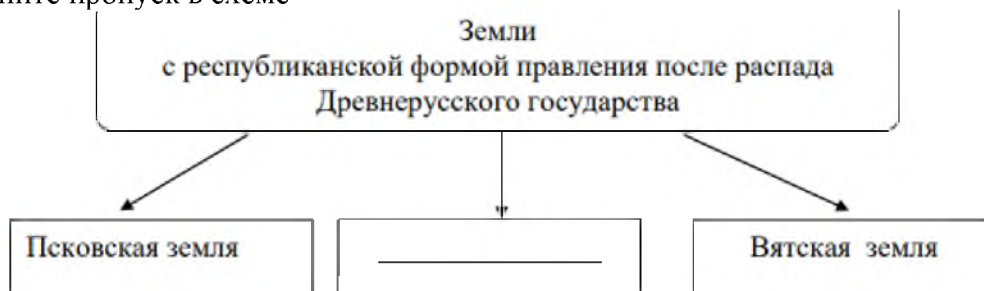 ните пропуск в схеме
Земли
с республиканской формой правления после распада
Древнерусского государства
Псковская земля
Вятская земля